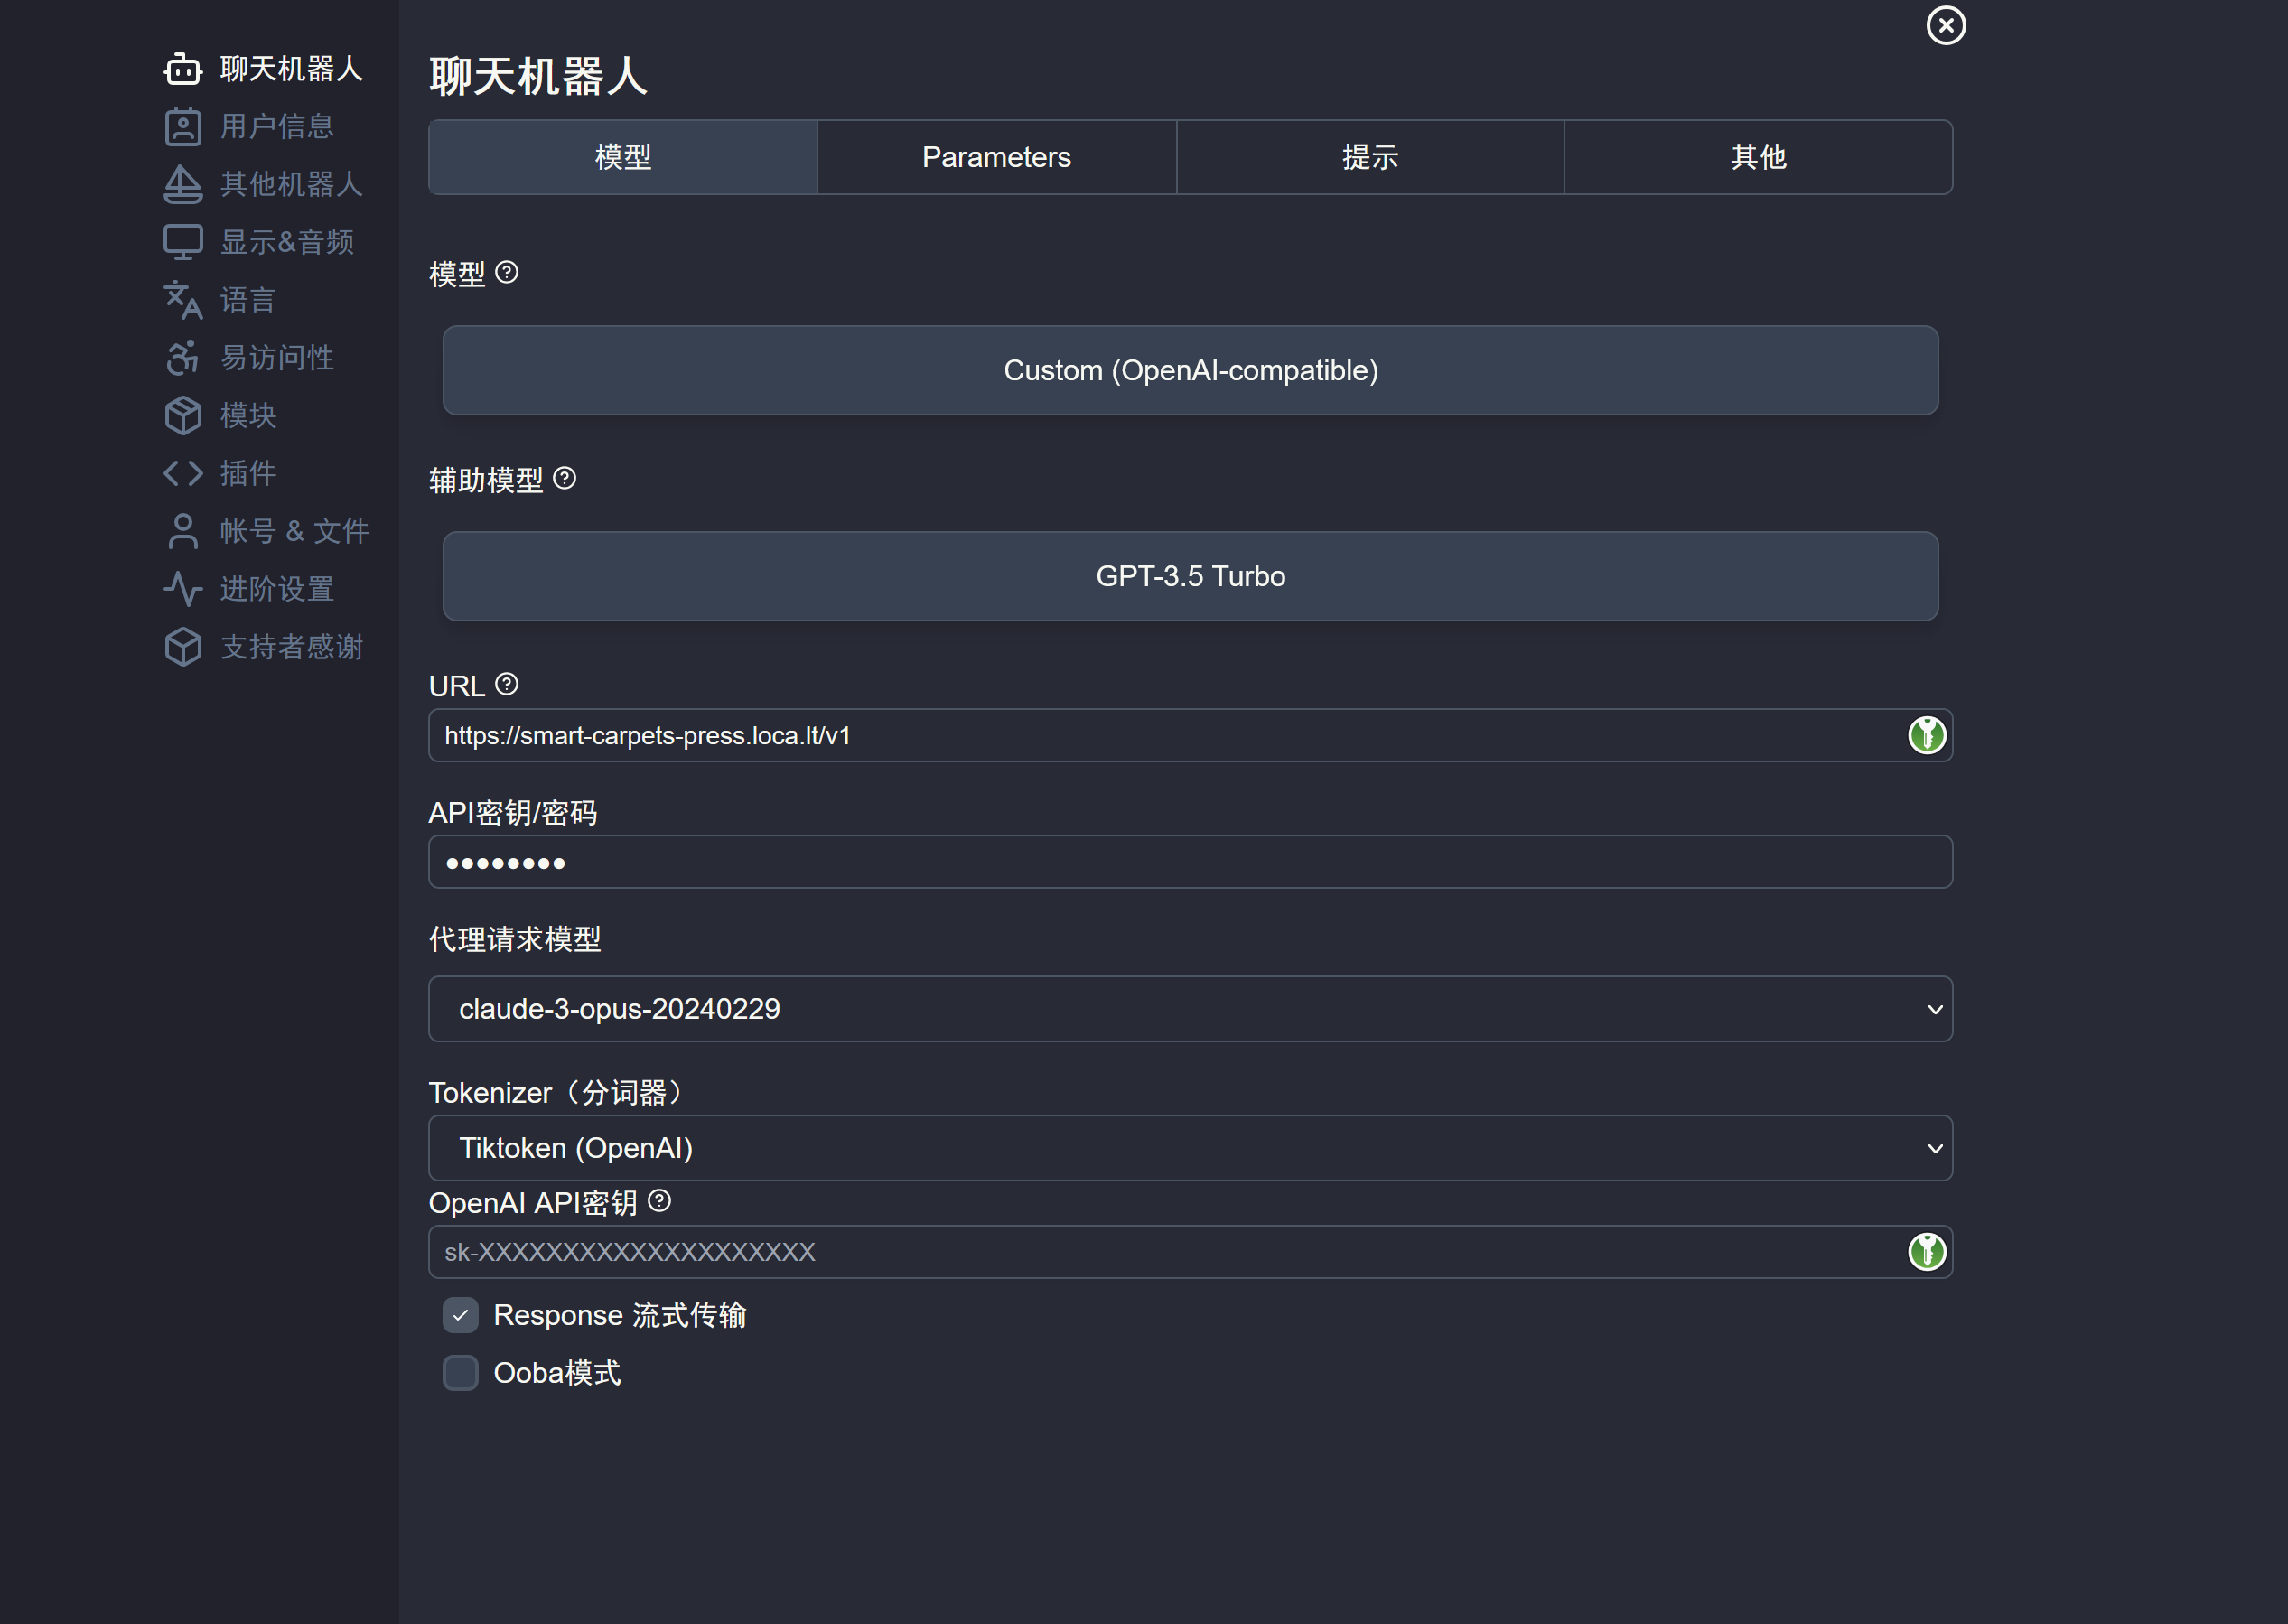 聊天机器人
用户信息
其他机器人
显示&音频
语言
易访问性
模块
插件
帐号 & 文件
进阶设置
支持者感谢
聊天机器人
模型
Parameters
提示
其他
模型
Custom (OpenAI-compatible)
辅助模型
GPT-3.5 Turbo
URL
https://smart-carpets-press.loca.lt/v1
API密钥/密码
●●●●●●●●
代理请求模型
claude-3-opus-20240229
Tokenizer（分词器）
Tiktoken (OpenAI)
OpenAI API密钥
sk-XXXXXXXXXXXXXXXXXXXX
Response 流式传输
Ooba模式